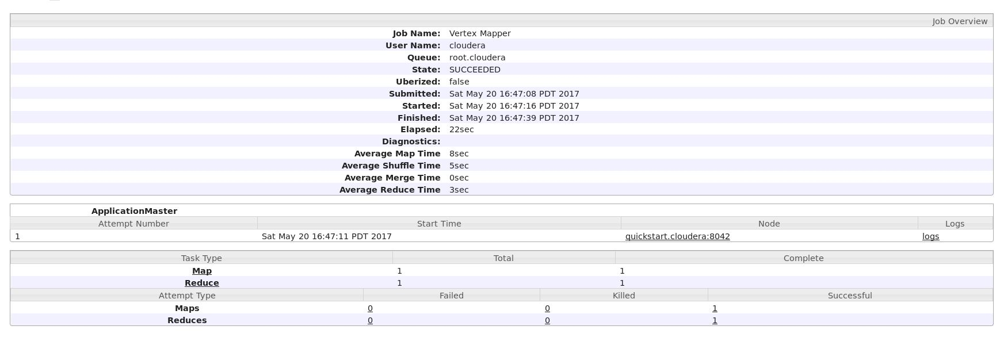 Job Overview
Job Name: Vertex Mapper
User Name: cloudera
Queue: root.cloudera
State: SUCCEEDED
Uberized: false
Submitted: Sat May 20 16:47:08 PDT 2017
Started: Sat May 20 16:47:16 PDT 2017
Finished: Sat May 20 16:47:39 PDT 2017
Elapsed: 22sec
Diagnostics:
Average Map Time 8sec
Average Shuffle Time 5sec
Average Merge Time 0sec
Average Reduce Time 3sec
ApplicationMaster
Attempt Number Start Time Node Logs
1 Sat May 20 16:47:11 PDT 2017 quickstart.cloudera:8042 logs
Task Type Total Complete
Map 1 1
Reduce 1 1
Attempt Type Failed Killed Successful
Maps 0 0 1
Reduces 0 0 1